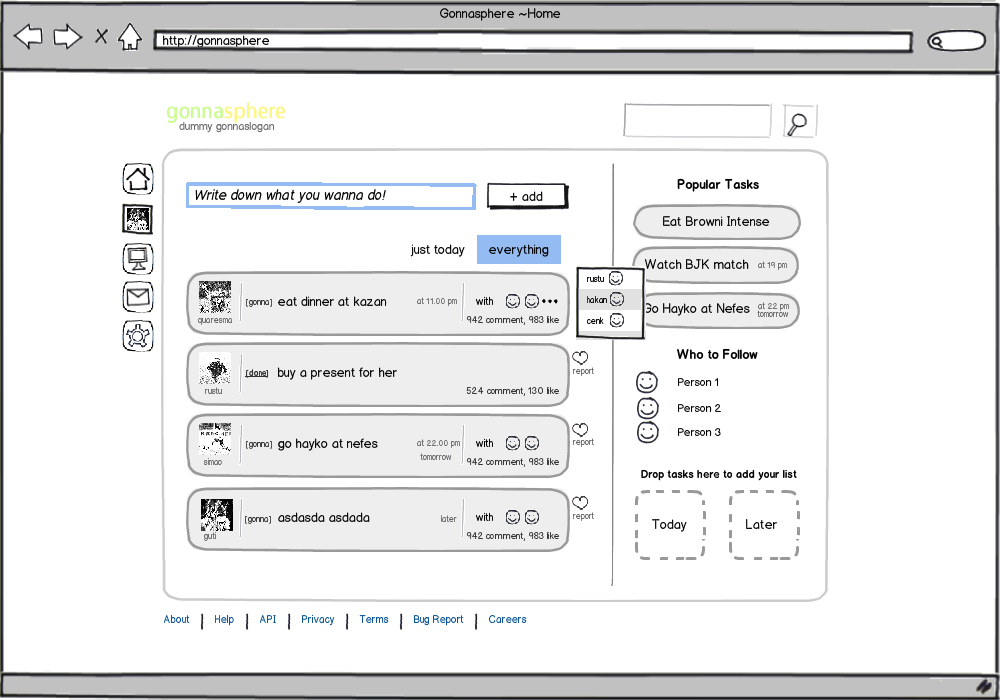 Gonnasphere ~Home
http://gonnasphere
gonnasphere
dummy gonnaslogan
Write down what you wanna do!
+ add
just today
everything
quaresma
[gonna] eat dinner at kazan
at 11.00 pm
with
942 comment, 983 like
rustu
hakan
cenk
rustu
[done] buy a present for her
524 comment, 130 like
report
simao
[gonna] go hayko at nefes
at 22.00 pm
tomorrow
with
942 comment, 983 like
report
guti
[gonna] asdasda asdada
later
with
942 comment, 983 like
report
Popular Tasks
Eat Browni Intense
Watch BJK match at 19 pm
Go Hayko at Nefes at 22 pm
tomorrow
Who to Follow
Person 1
Person 2
Person 3
Drop tasks here to add your list
Today
Later
About | Help | API | Privacy | Terms | Bug Report | Careers